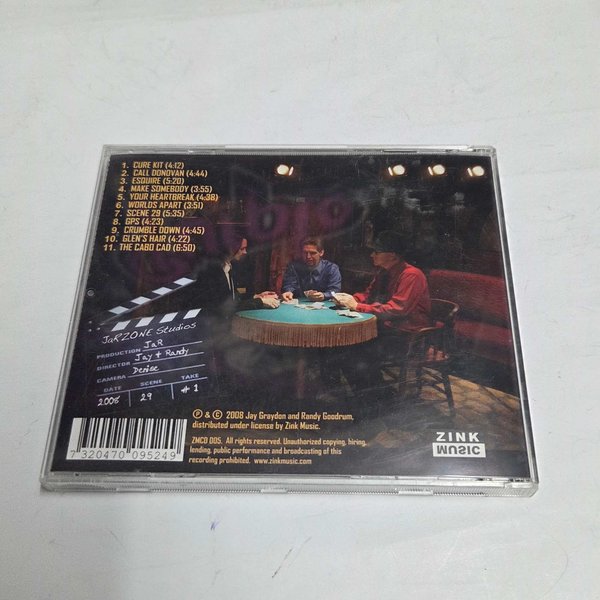 1. CURE KIT (4:12)
2. CALL DONOVAN (4:44)
3. ESQUIRE (5:20)
4. MAKE SOMEBODY (3:55)
5. YOUR HEARTBREAK (4:38)
6. WORLDS APART (3:51)
7. SCENE 29 (5:35)
8. GPS (4:23)
9. CRUMBLE DOWN (4:45)
10. GLEN'S HAIR (4:22)
11. THE CABO CAD (6:50)
JaRZONE Studios
PRODUCTION JaR
DIRECTOR Jay + Randy
CAMERA Denise
DATE SCENE TAKE
2008 29 #1
℗ & © 2008 Jay Graydon and Randy Goodrum,
distributed under license by Zink Music.
ZMCD 005. All rights reserved. Unauthorized copying, hiring,
lending, public performance and broadcasting of this
recording prohibited. www.zinkmusic.com.
7 320470 095249
ZINK
MUSIC